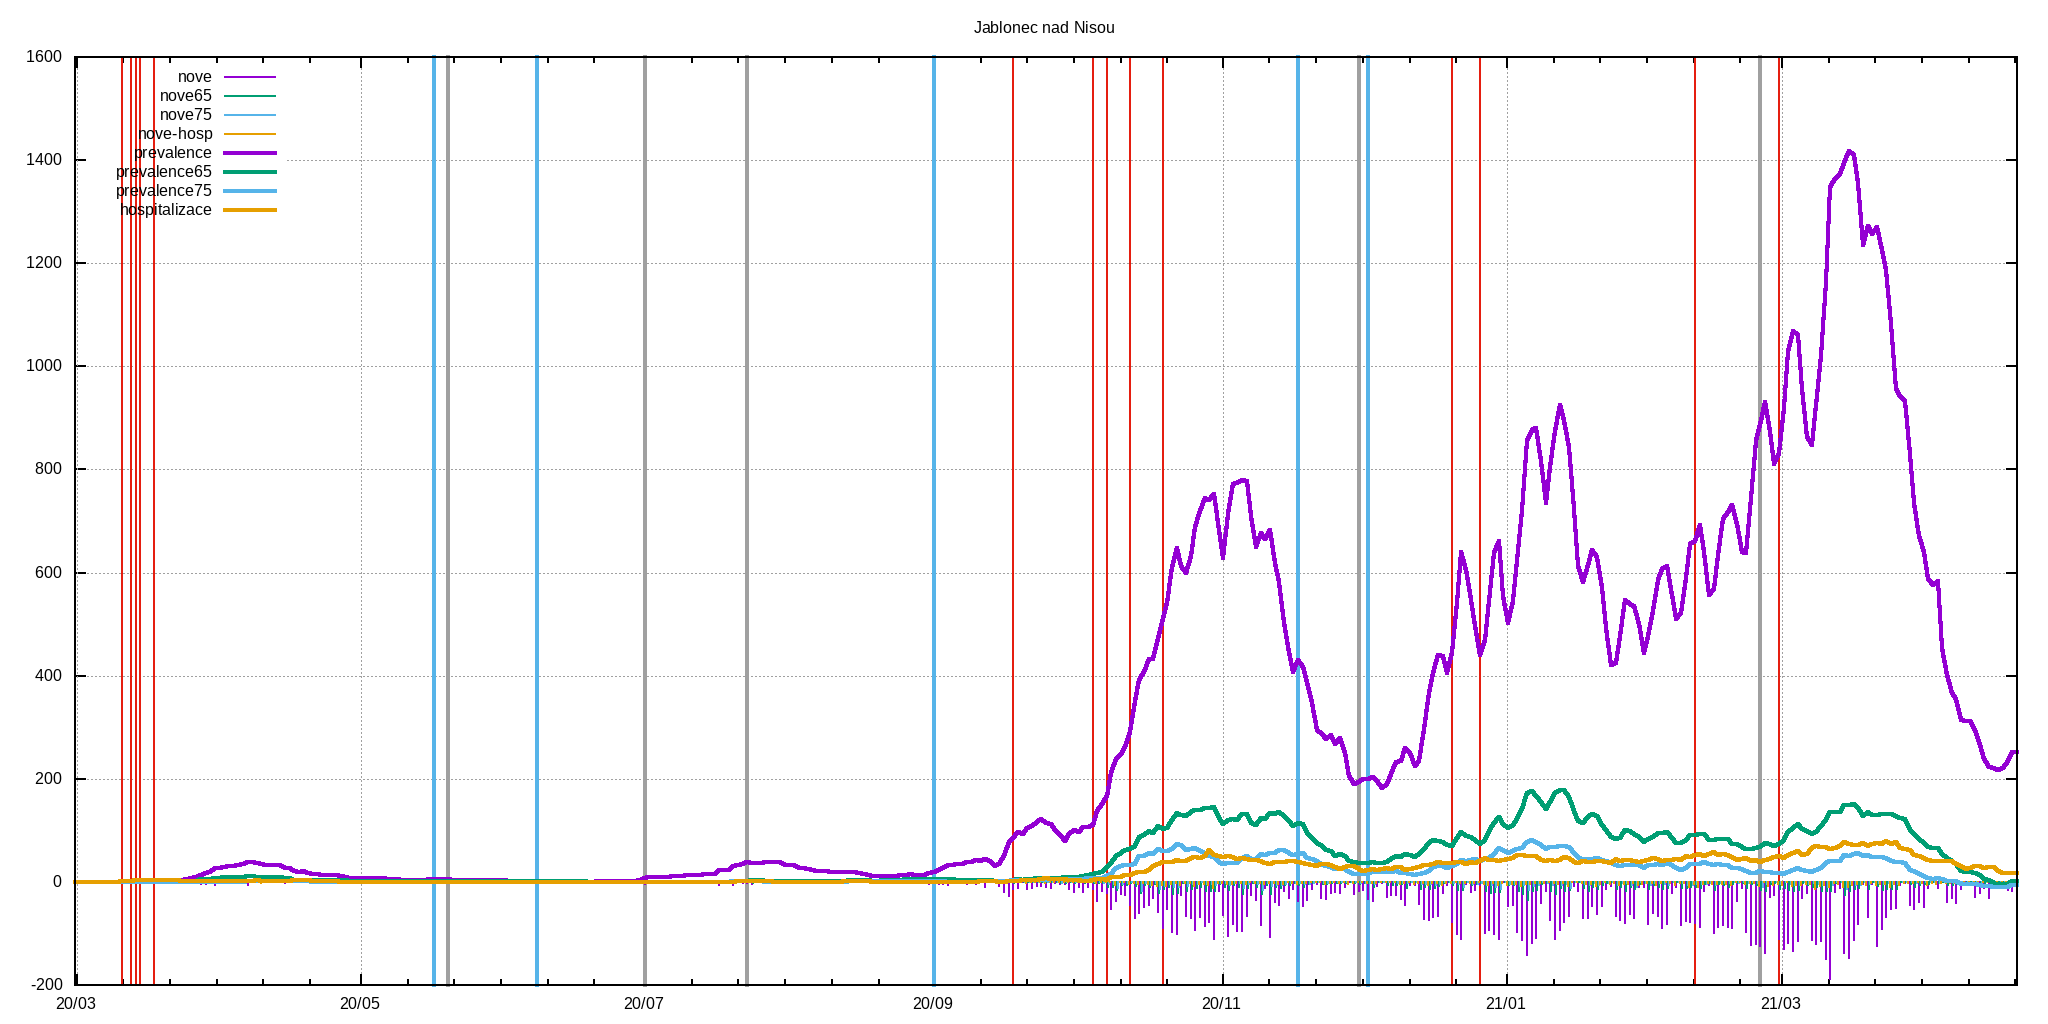 Jablonec nad Nisou
1600
1400
1200
1000
800
600
400
200
0
-200
nove
nove65
nove75
nove-hosp
prevalence
prevalence65
prevalence75
hospitalizace
20/03 20/05 20/07 20/09 20/11 21/01 21/03